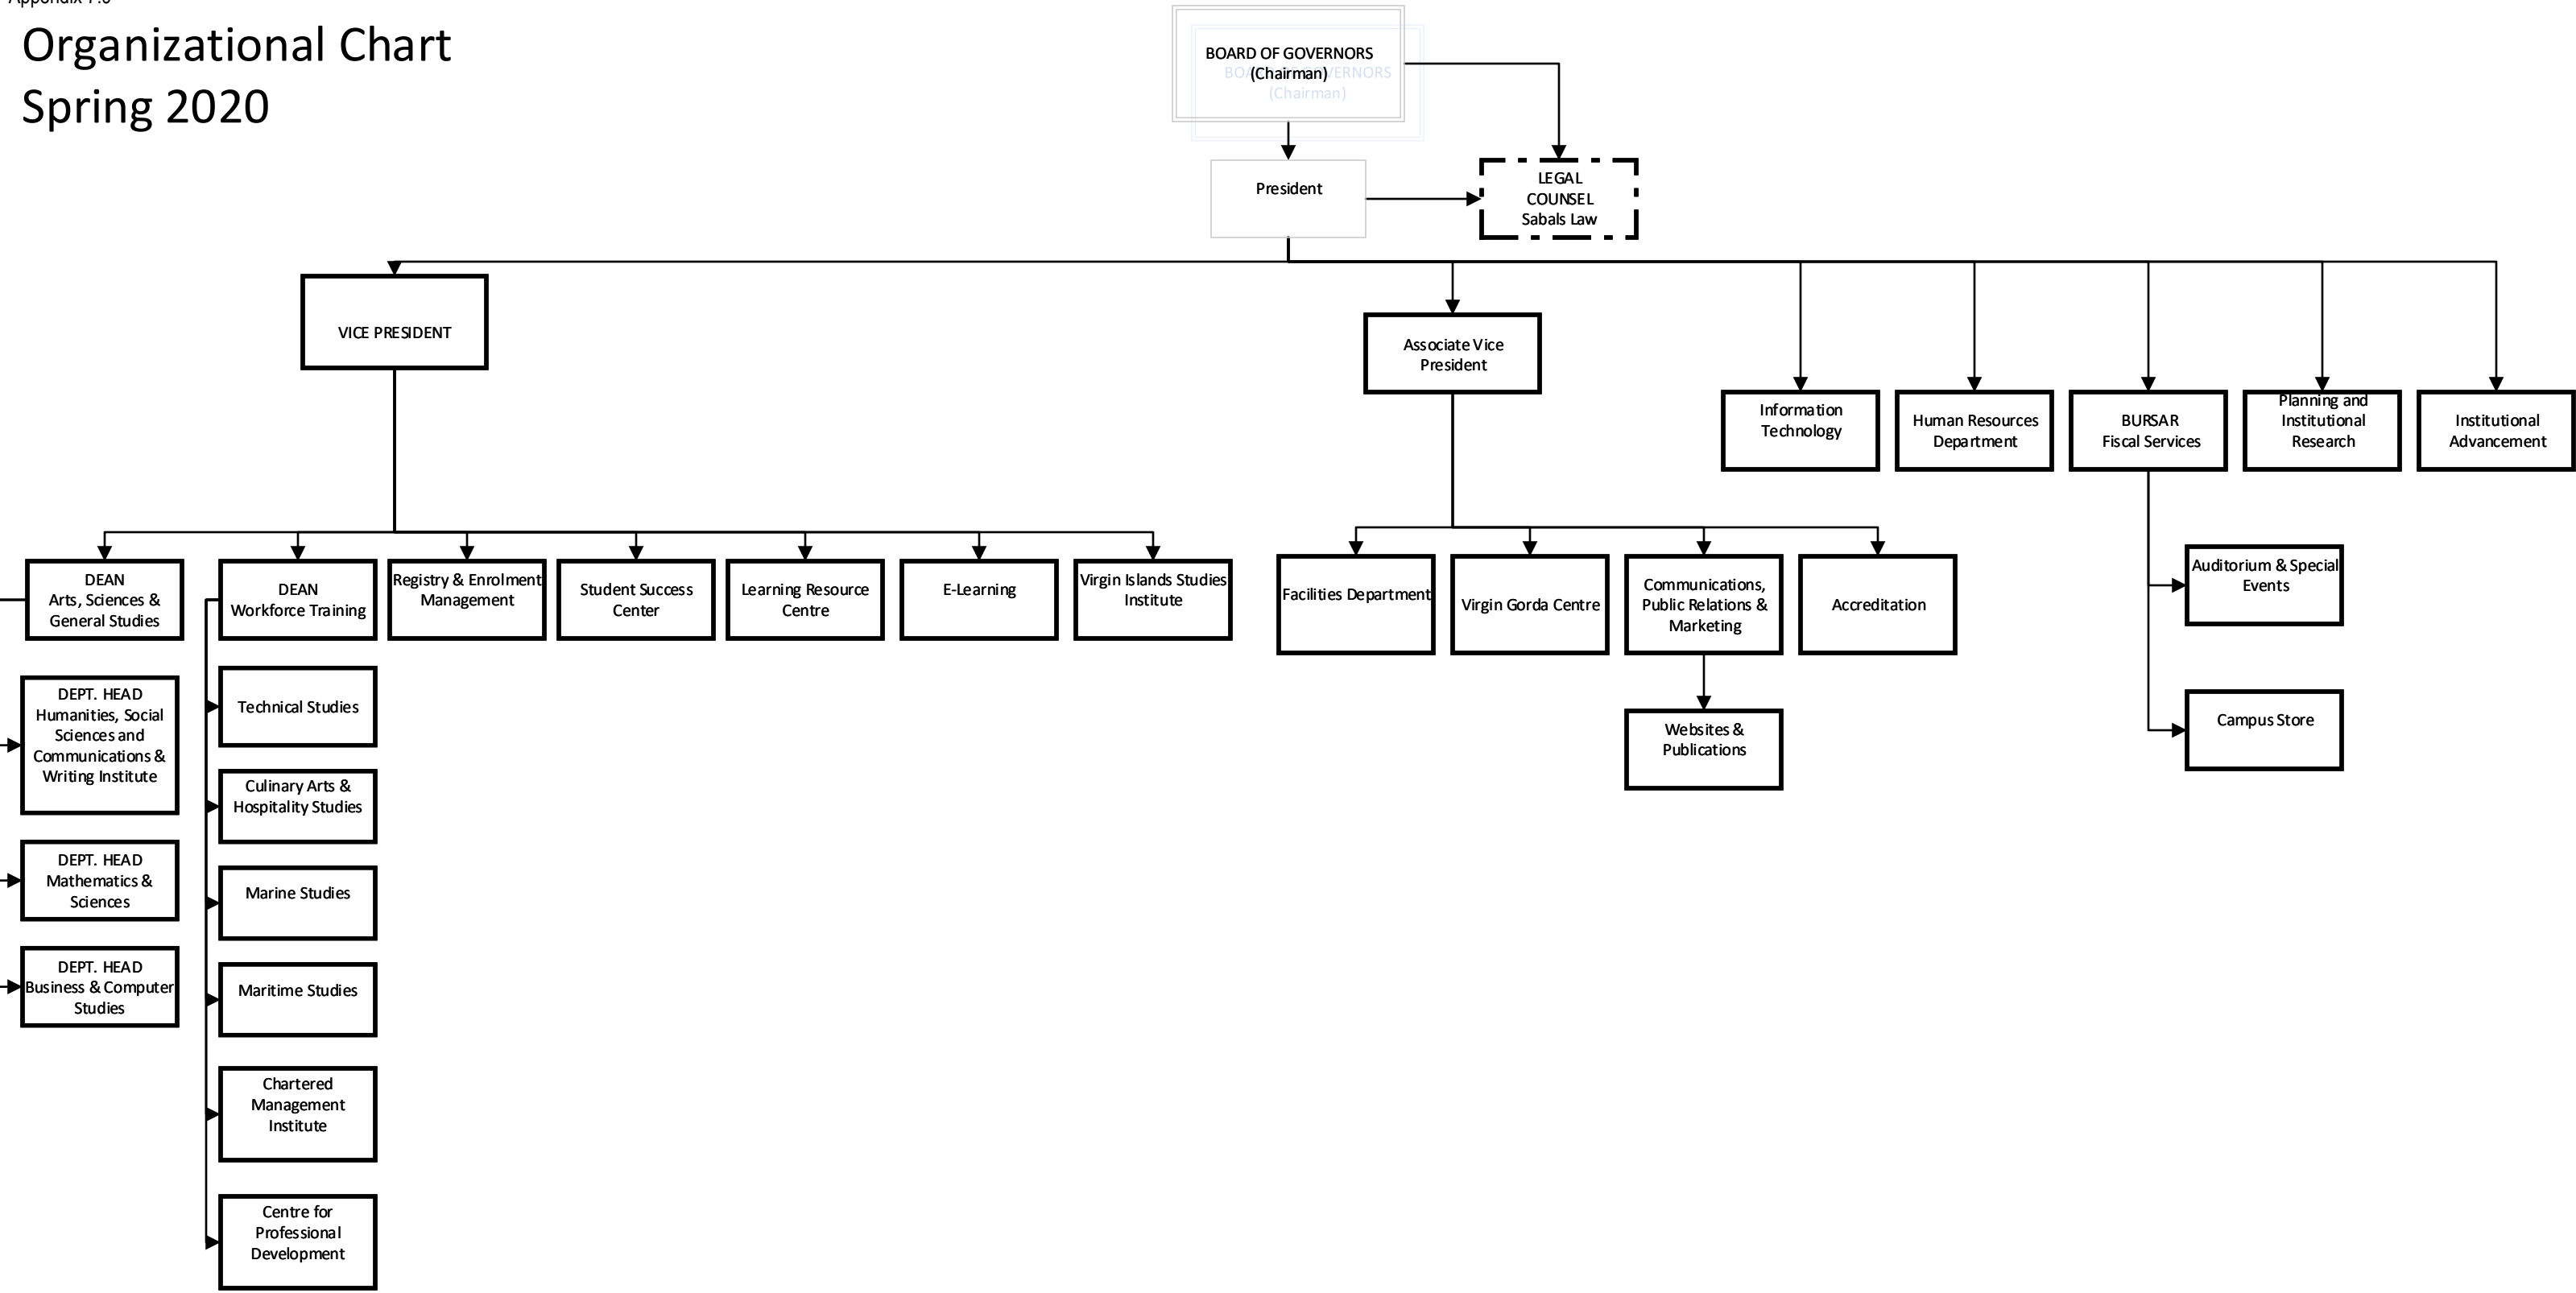 Organizational Chart
Spring 2020
BOARD OF GOVERNORS
(Chairman)
BOARD OF GOVERNORS
(Chairman)
President
LEGAL
COUNSEL
Sabals Law
VICE PRESIDENT
Associate Vice
President
Information
Technology
Human Resources
Department
BURSAR
Fiscal Services
Planning and
Institutional
Research
Institutional
Advancement
DEAN
Arts, Sciences &
General Studies
DEAN
Workforce Training
Registry & Enrolment
Management
Student Success
Center
Learning Resource
Centre
E-Learning
Virgin Islands Studies
Institute
Facilities Department
Virgin Gorda Centre
Communications,
Public Relations &
Marketing
Accreditation
Auditorium & Special
Events
DEPT. HEAD
Humanities, Social
Sciences and
Communications &
Writing Institute
Technical Studies
Websites &
Publications
Campus Store
Culinary Arts &
Hospitality Studies
DEPT. HEAD
Mathematics &
Sciences
Marine Studies
DEPT. HEAD
Business & Computer
Studies
Maritime Studies
Chartered
Management
Institute
Centre for
Professional
Development